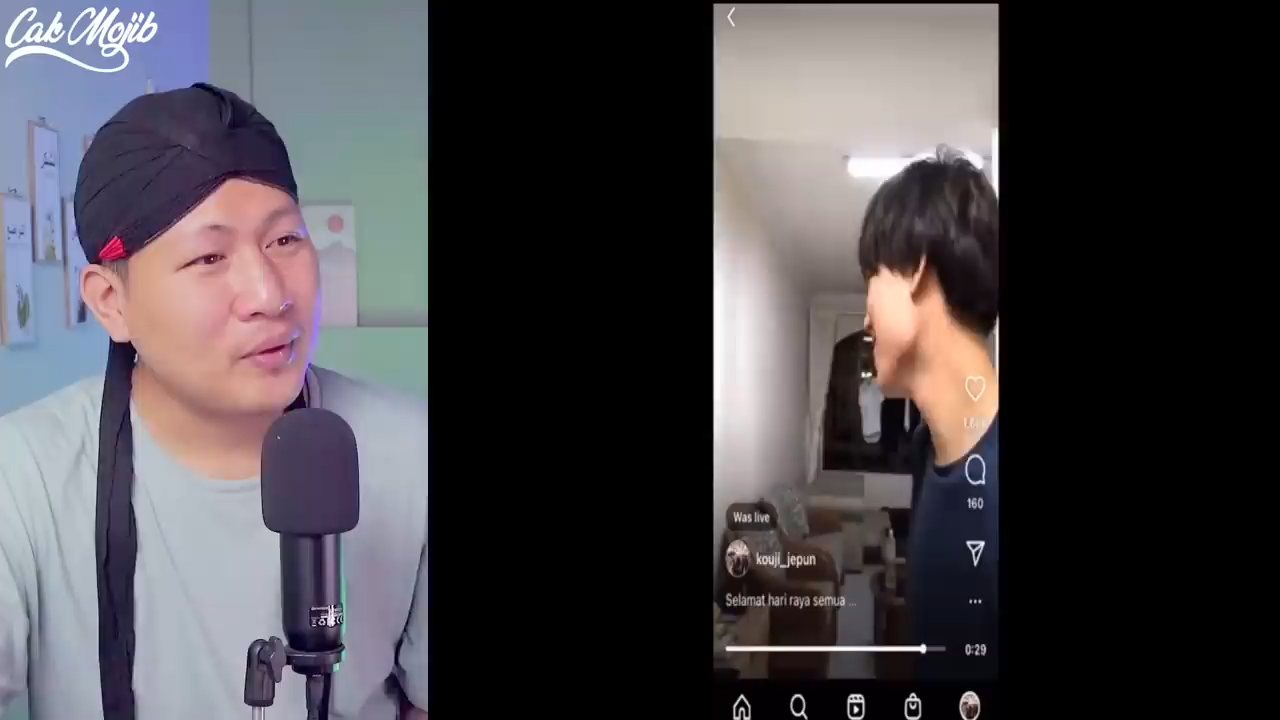 Cak Mojib
Was live
kouji_jepun
Selamat hari raya semua ...
160
0:29